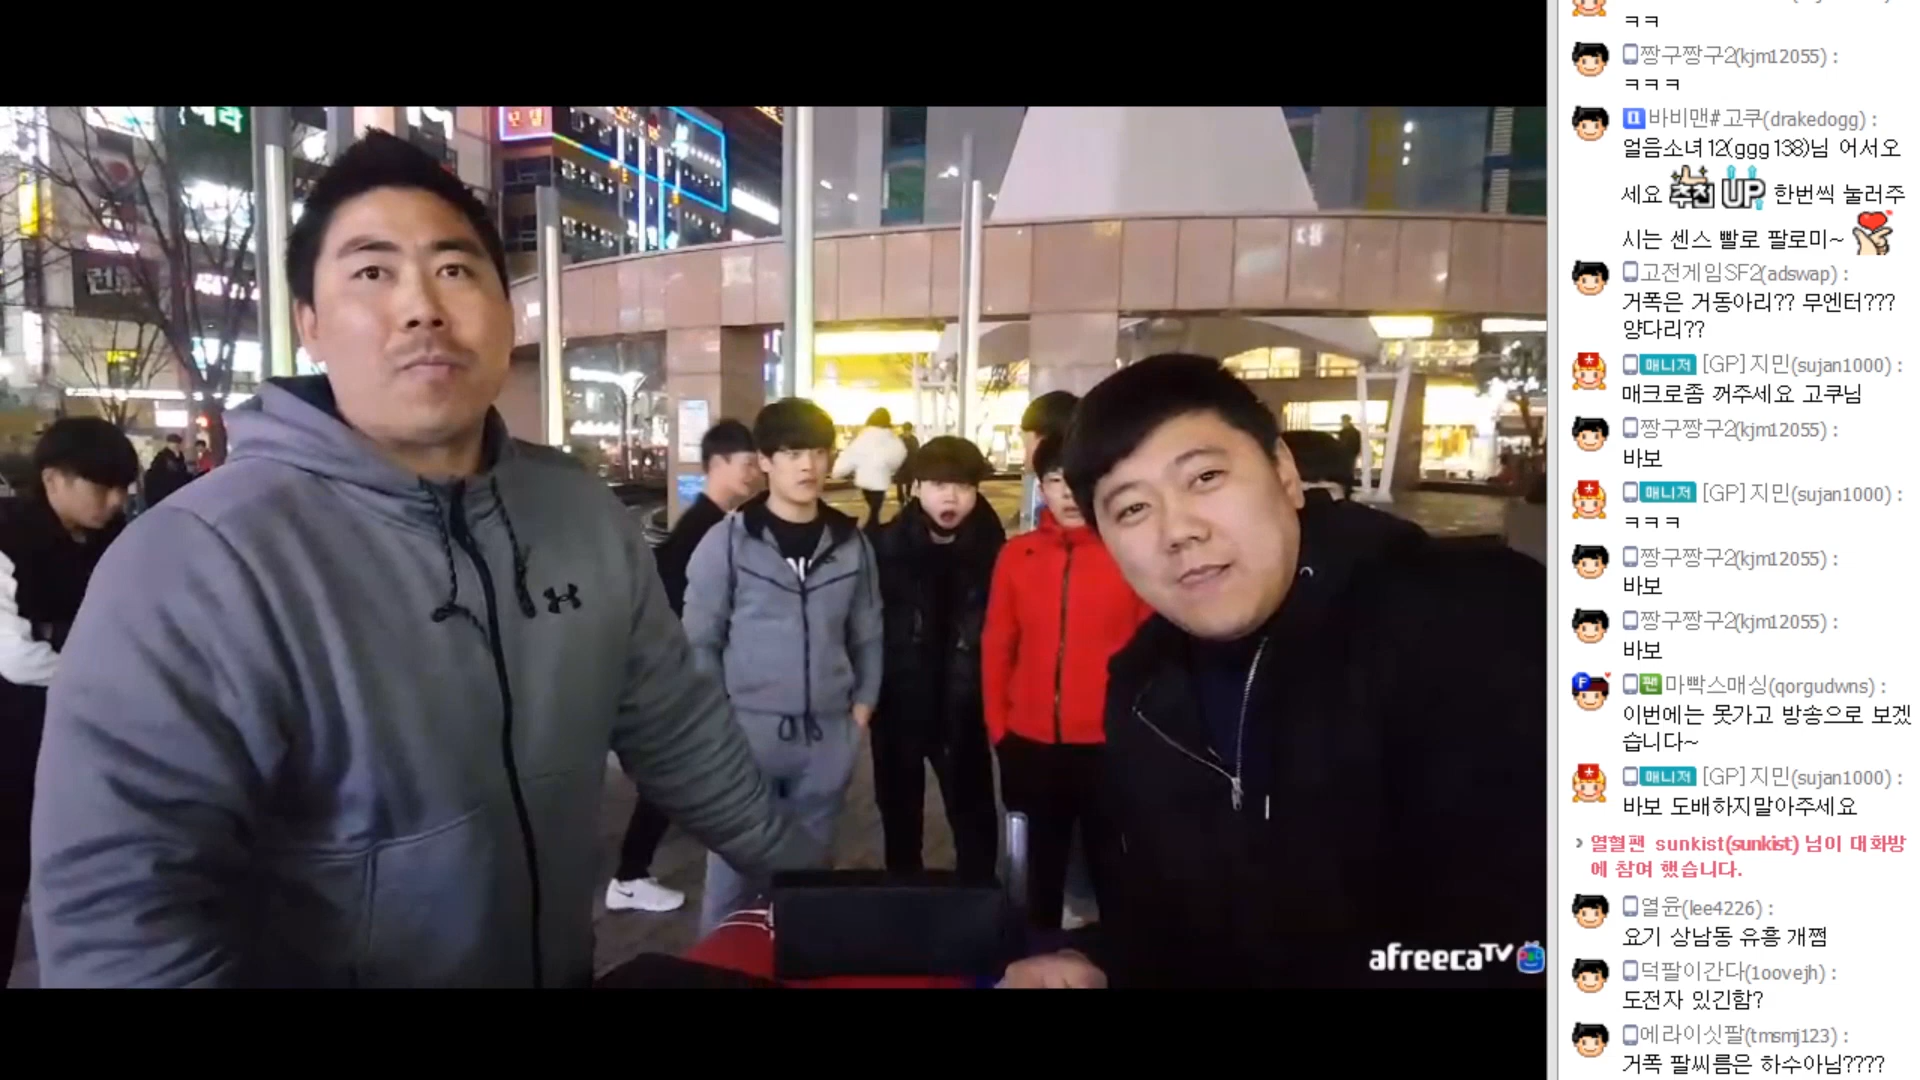 afreecaTV
ㅋㅋ
짱구짱구2(kjm12055) :
ㅋㅋㅋ
바비맨#고쿠(drakedogg) :
얼음소녀12(ggg138)님 어서오
세요 추천 UP 한번씩 눌러주
시는 센스 빨로 팔로미~
고전게임SF2(adswap) :
거폭은 거동아리?? 무엔터???
양다리??
매니저 [GP]지민(sujan1000) :
매크로좀 꺼주세요 고쿠님
짱구짱구2(kjm12055) :
바보
매니저 [GP]지민(sujan1000) :
ㅋㅋㅋ
짱구짱구2(kjm12055) :
바보
짱구짱구2(kjm12055) :
바보
팬 마빡스매싱(qorgudwns) :
이번에는 못가고 방송으로 보겠
습니다~
매니저 [GP]지민(sujan1000) :
바보 도배하지말아주세요
열혈팬 sunkist(sunkist) 님이 대화방
에 참여 했습니다.
열윤(lee4226) :
요기 상남동 유흥 개쩜
덕팔이간다(1oovejh) :
도전자 있긴함?
에라이싯팔(tmsmj123) :
거폭 팔씨름은 하수아님????